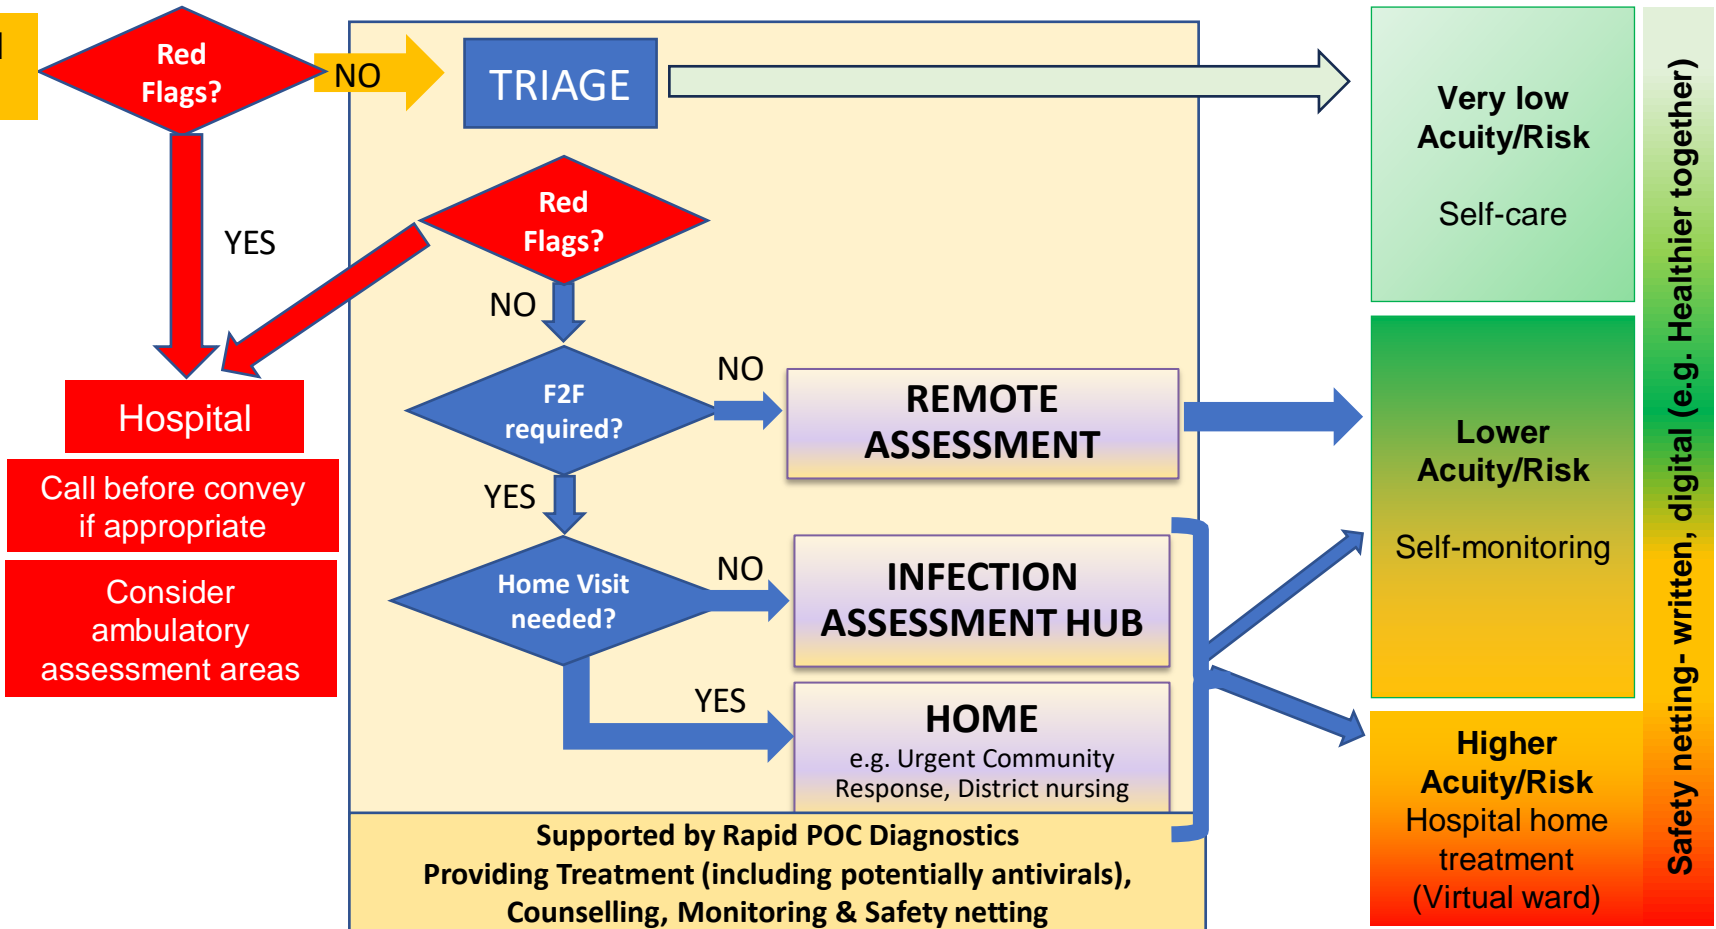 Red
Flags?
NO
TRIAGE
Very low
Acuity/Risk
Self-care
YES
Red
Flags?
NO
Hospital
Call before convey
if appropriate
Consider
ambulatory
assessment areas
F2F
required?
NO
REMOTE
ASSESSMENT
Lower
Acuity/Risk
Self-monitoring
YES
Home Visit
needed?
NO
INFECTION
ASSESSMENT HUB
YES
HOME
e.g. Urgent Community
Response, District nursing
Higher
Acuity/Risk
Hospital home
treatment
(Virtual ward)
Supported by Rapid POC Diagnostics
Providing Treatment (including potentially antivirals),
Counselling, Monitoring & Safety netting
Safety netting- written, digital (e.g. Healthier together)